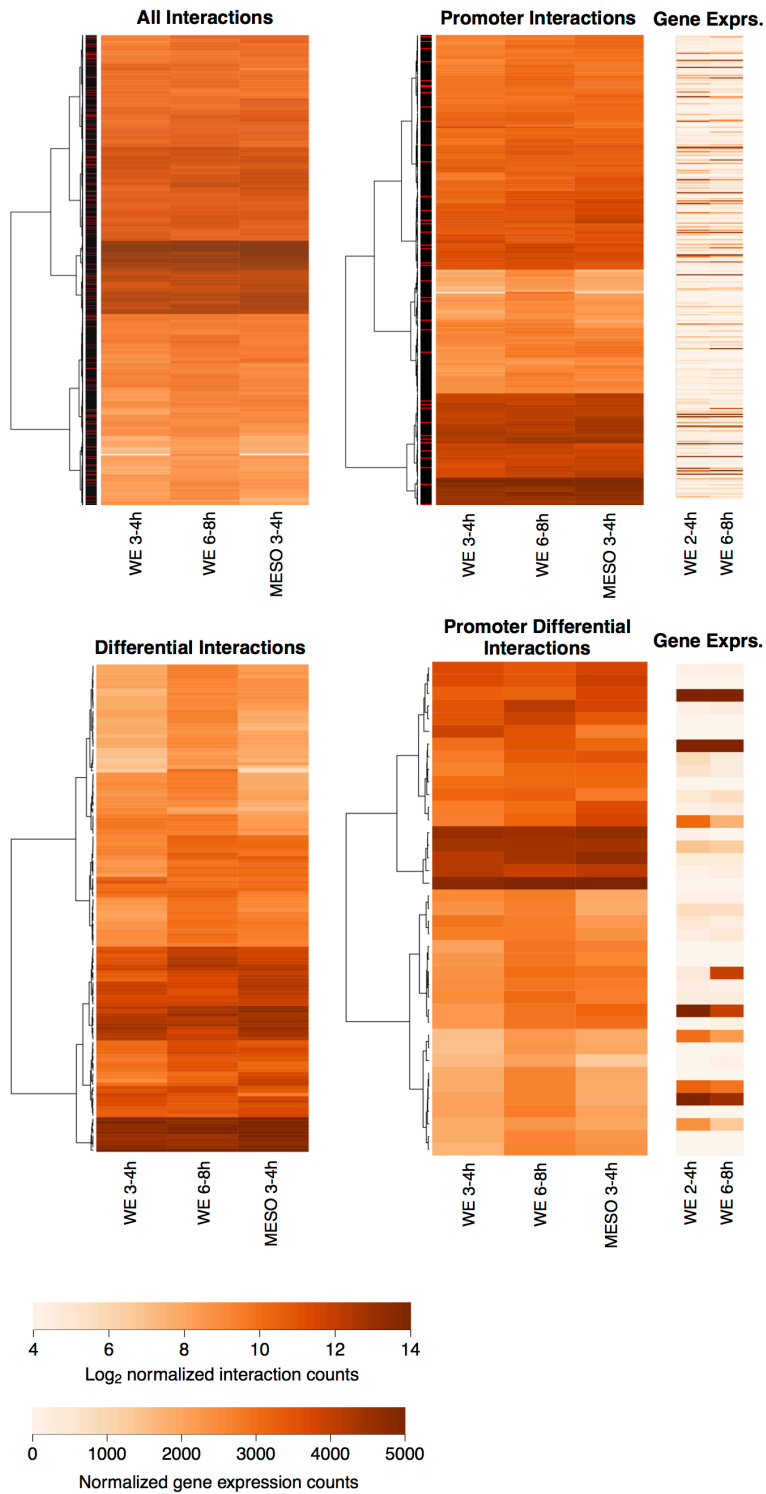 All Interactions
Promoter Interactions
Gene Exprs.
WE 3-4h
WE 6-8h
MESO 3-4h
WE 3-4h
WE 6-8h
MESO 3-4h
WE 2-4h
WE 6-8h
Differential Interactions
Promoter Differential
Interactions
Gene Exprs.
WE 3-4h
WE 6-8h
MESO 3-4h
WE 3-4h
WE 6-8h
MESO 3-4h
WE 2-4h
WE 6-8h
4 6 8 10 12 14
Log2 normalized interaction counts
0 1000 2000 3000 4000 5000
Normalized gene expression counts